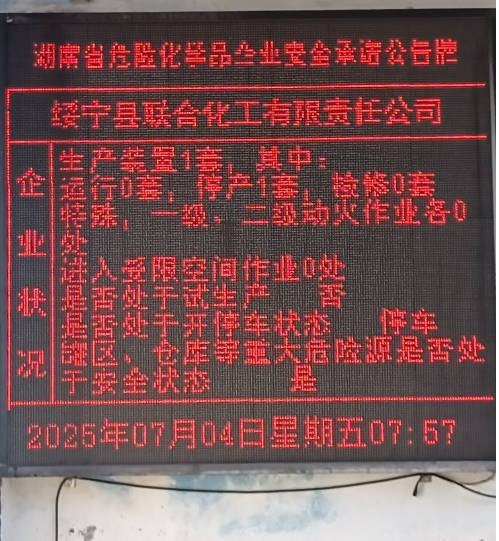 湖南省危险化学品企业安全承诺公告牌
绥宁县联合化工有限责任公司
企业状况
生产装置1套，其中：
运行0套，停产1套，检修0套
特殊，一级、二级动火作业各0
处
进入受限空间作业0处
是否处于试生产 否
是否处于开停车状态 停车
罐区、仓库等重大危险源是否处
于安全状态 是
2025年07月04日星期五07:57